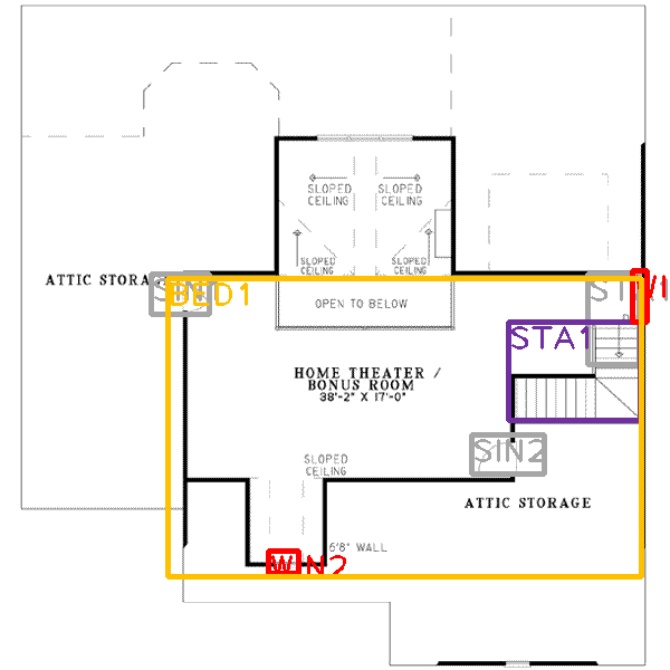 SLOPED CEILING
SLOPED CEILING
SLOPED CEILING
SLOPED CEILING
ATTIC STORA
BED1
OPEN TO BELOW
STA1
HOME THEATER /
BONUS ROOM
38'-2" X 17'-0"
SIN2
SLOPED
CEILING
ATTIC STORAGE
6'8" WALL
WIN2